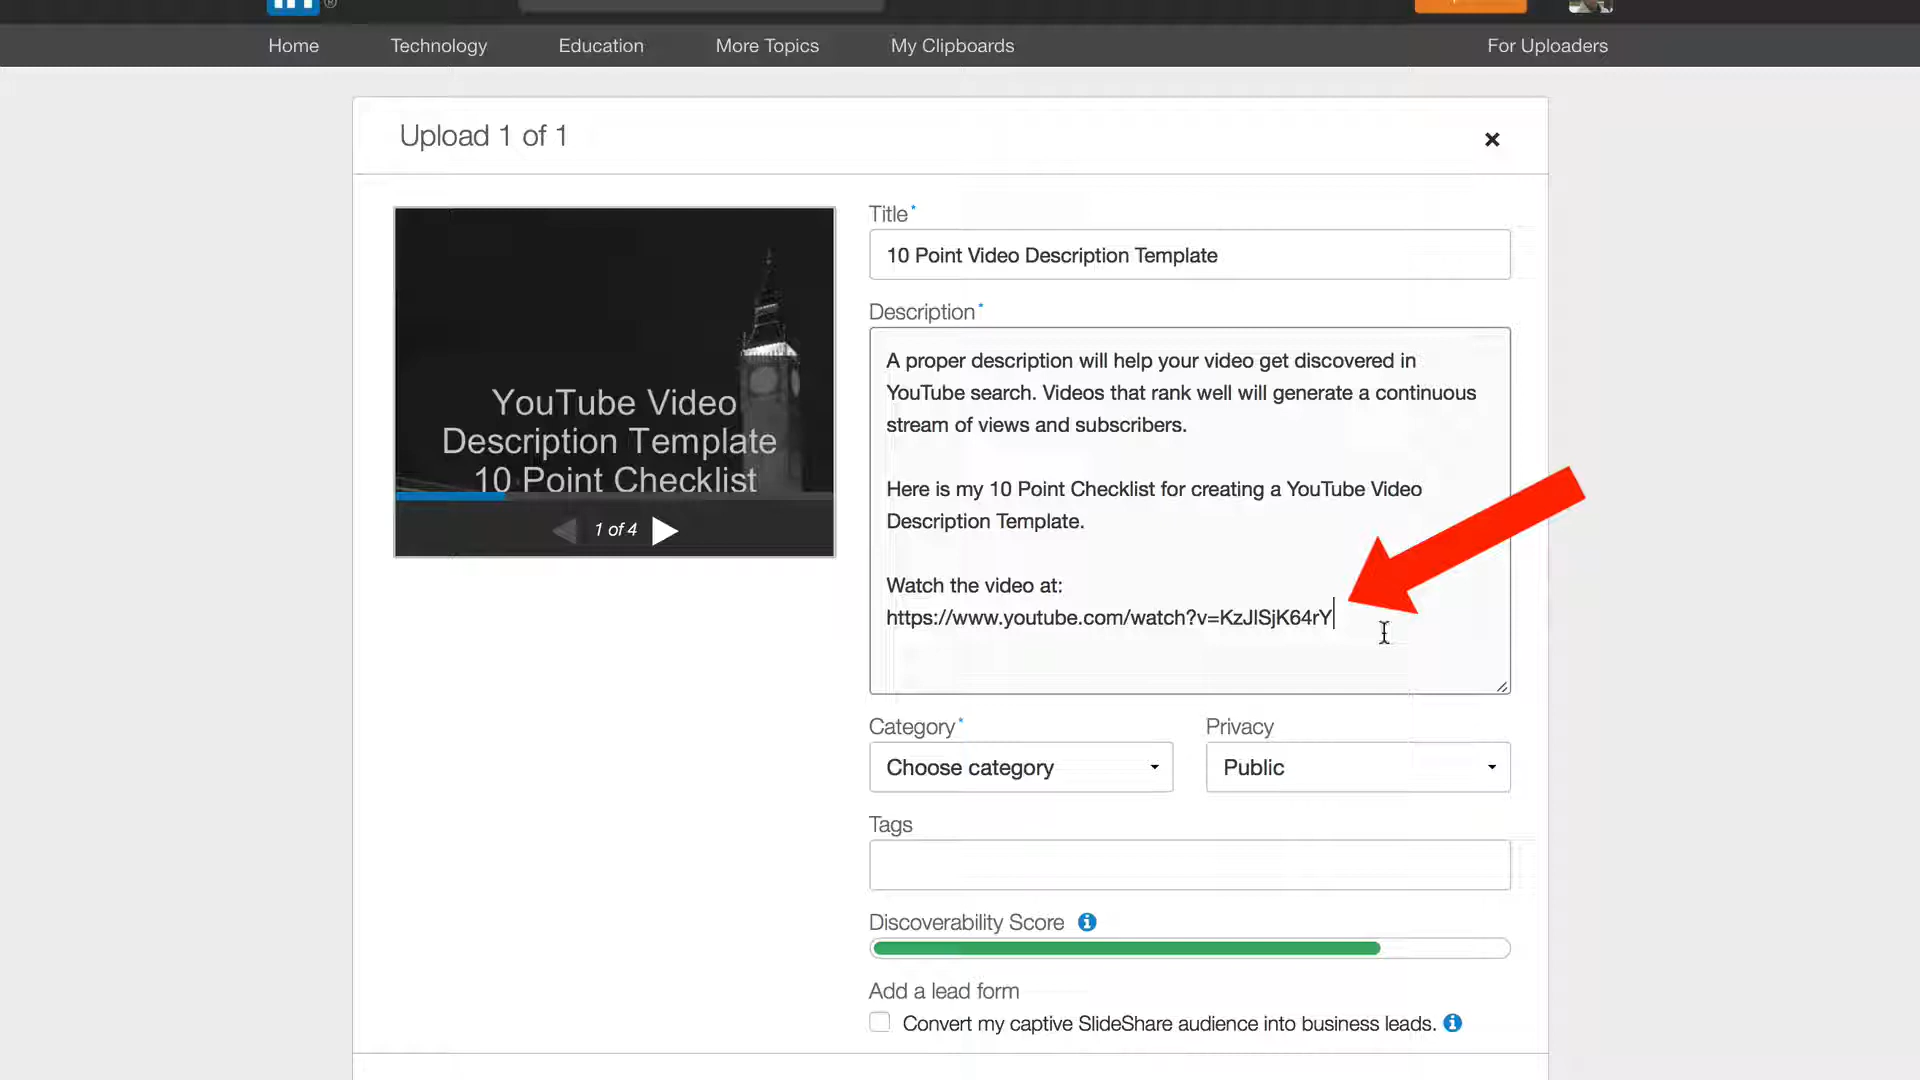 Home Technology Education More Topics My Clipboards For Uploaders
Upload 1 of 1
Title*
10 Point Video Description Template
Description*
A proper description will help your video get discovered in
YouTube search. Videos that rank well will generate a continuous
stream of views and subscribers.
Here is my 10 Point Checklist for creating a YouTube Video
Description Template.
Watch the video at:
https://www.youtube.com/watch?v=KzJlSjK64rY
YouTube Video
Description Template
10 Point Checklist
1 of 4
Category* Privacy
Choose category Public
Tags
Discoverability Score
Add a lead form
Convert my captive SlideShare audience into business leads.